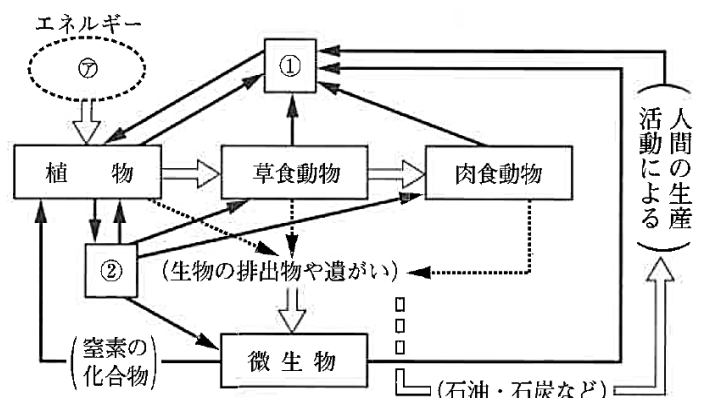 エネルギー
㋐
①
植物
草食動物
肉食動物
(人間の生産
活動による)
②
(生物の排出物や遺がい)
(窒素の
化合物)
微生物
(石油・石炭など)